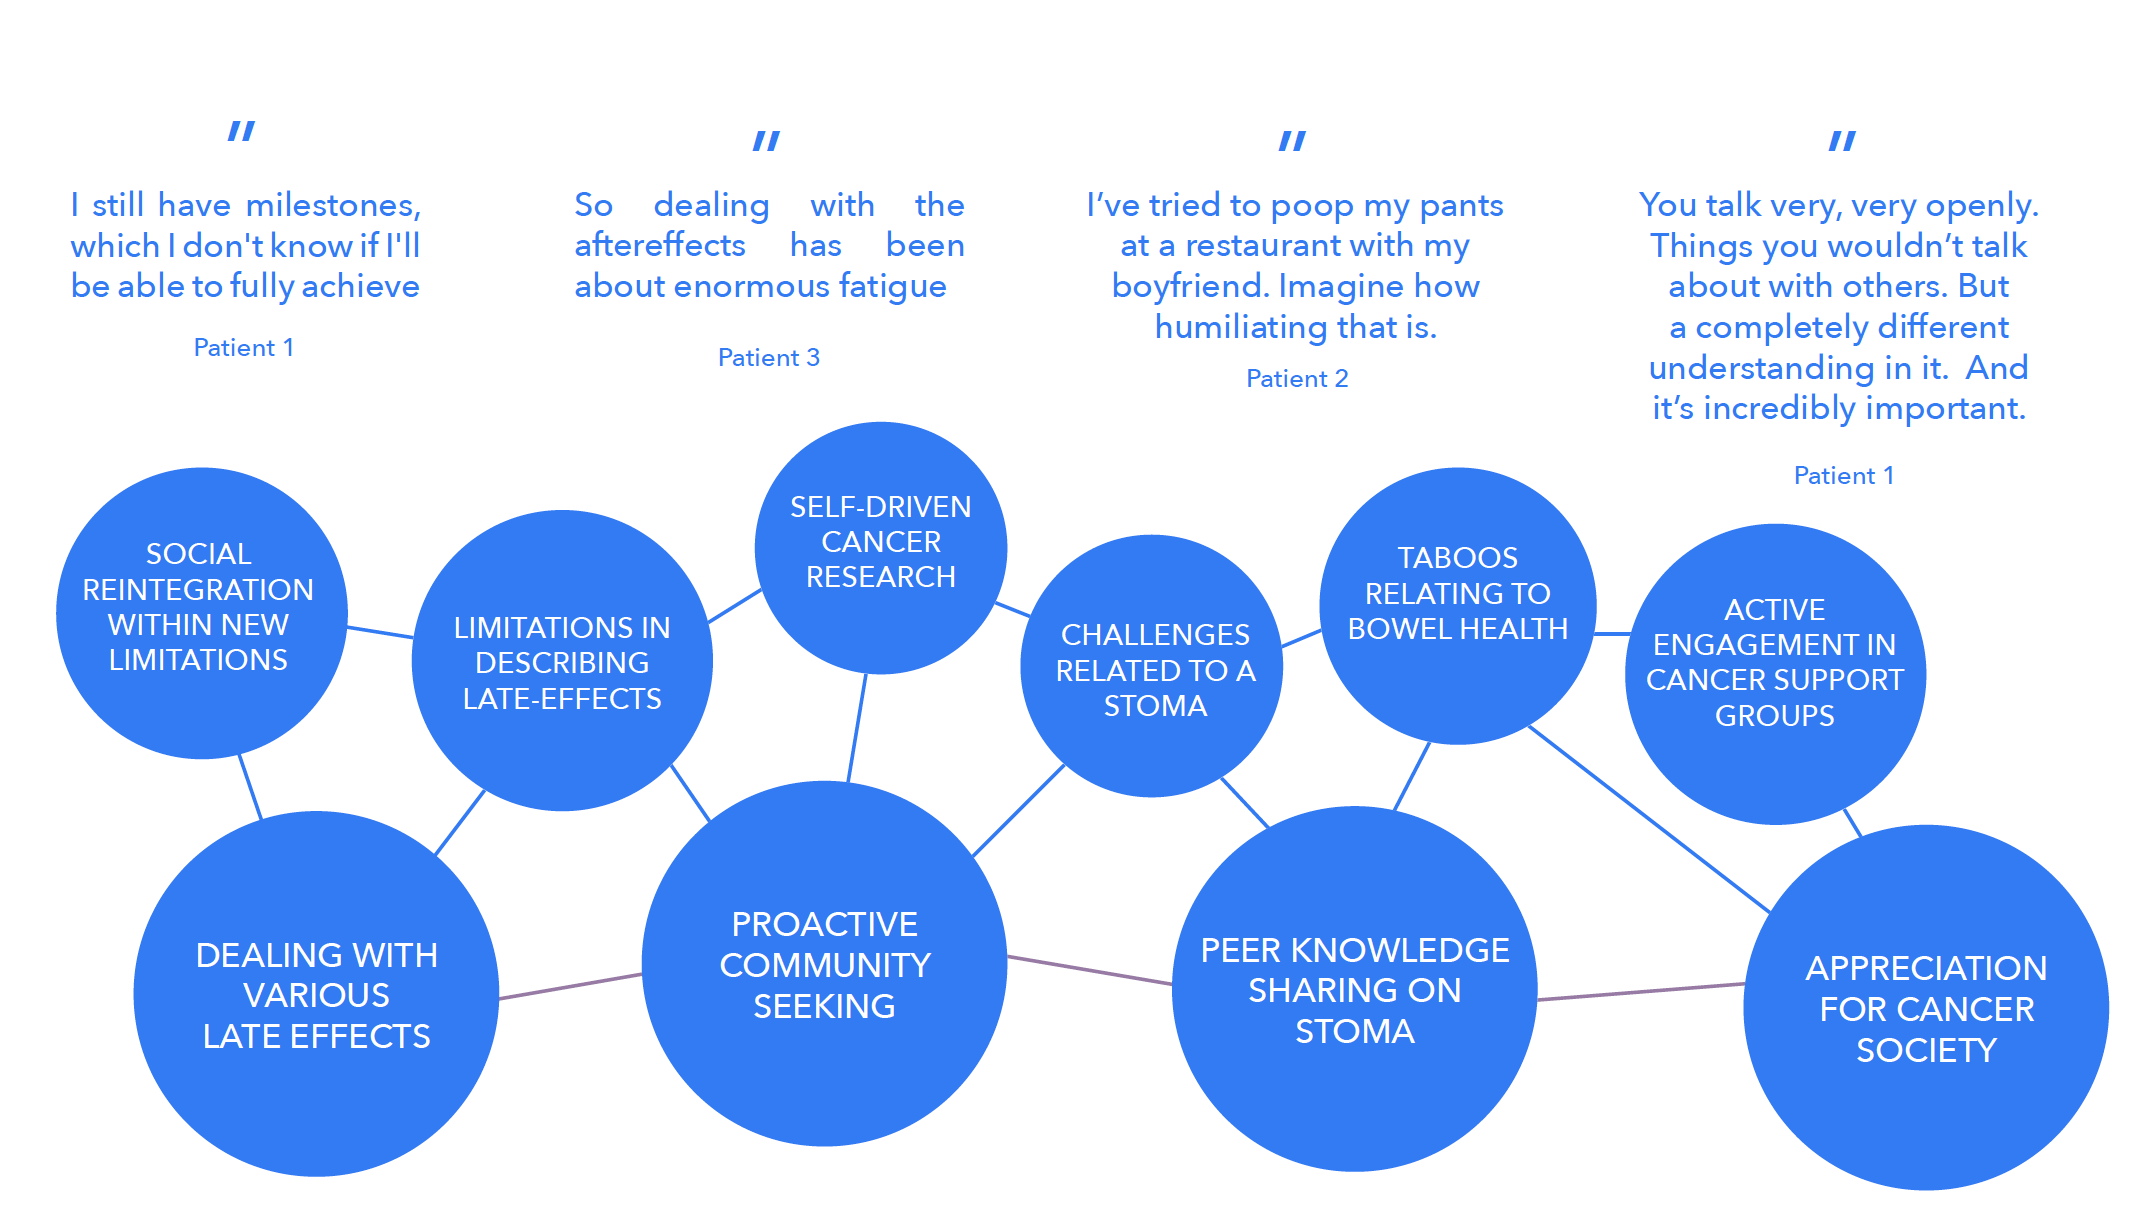 "
I still have milestones,
which I don't know if I'll
be able to fully achieve
Patient 1
"
So dealing with the
aftereffects has been
about enormous fatigue
Patient 3
"
I’ve tried to poop my pants
at a restaurant with my
boyfriend. Imagine how
humiliating that is.
Patient 2
"
You talk very, very openly.
Things you wouldn’t talk
about with others. But
a completely different
understanding in it. And
it’s incredibly important.
Patient 1
SOCIAL
REINTEGRATION
WITHIN NEW
LIMITATIONS
LIMITATIONS IN
DESCRIBING
LATE-EFFECTS
SELF-DRIVEN
CANCER
RESEARCH
CHALLENGES
RELATED TO A
STOMA
TABOOS
RELATING TO
BOWEL HEALTH
ACTIVE
ENGAGEMENT IN
CANCER SUPPORT
GROUPS
DEALING WITH
VARIOUS
LATE EFFECTS
PROACTIVE
COMMUNITY
SEEKING
PEER KNOWLEDGE
SHARING ON
STOMA
APPRECIATION
FOR CANCER
SOCIETY